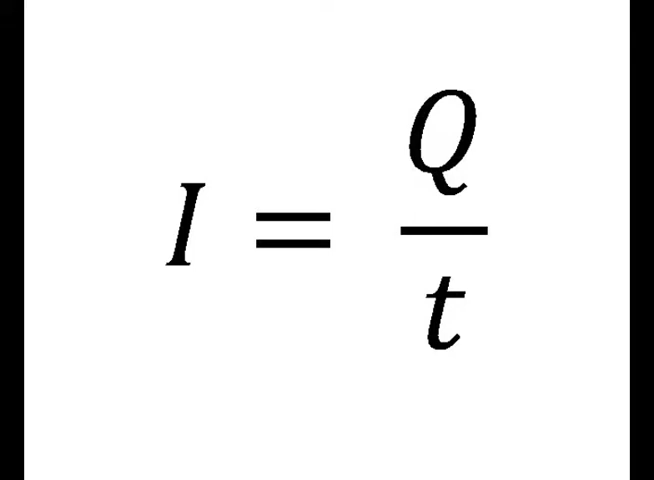 I = Q/t